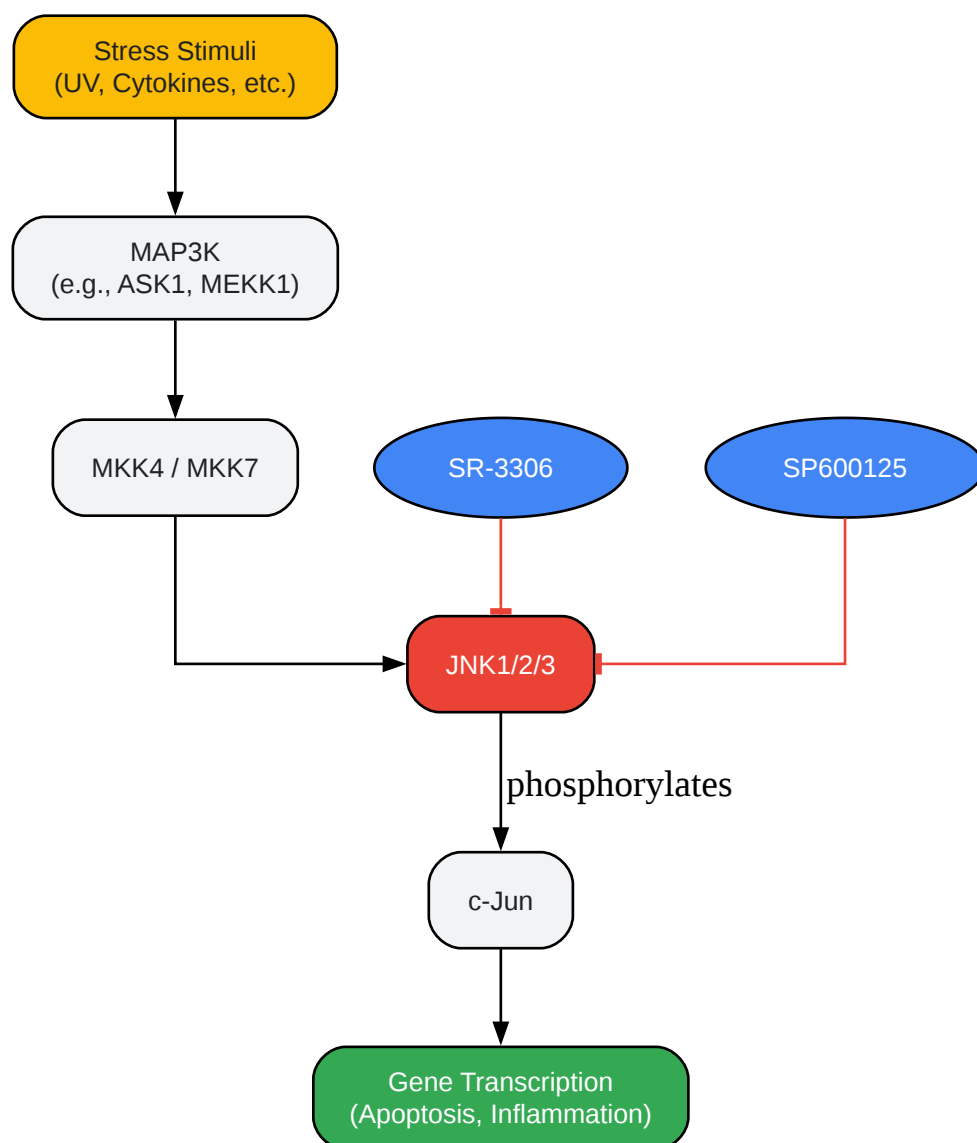 Stress Stimuli
(UV, Cytokines, etc.)
MAP3K
(e.g., ASK1, MEKK1)
MKK4 / MKK7
SR-3306
SP600125
JNK1/2/3
phosphorylates
c-Jun
Gene Transcription
(Apoptosis, Inflammation)